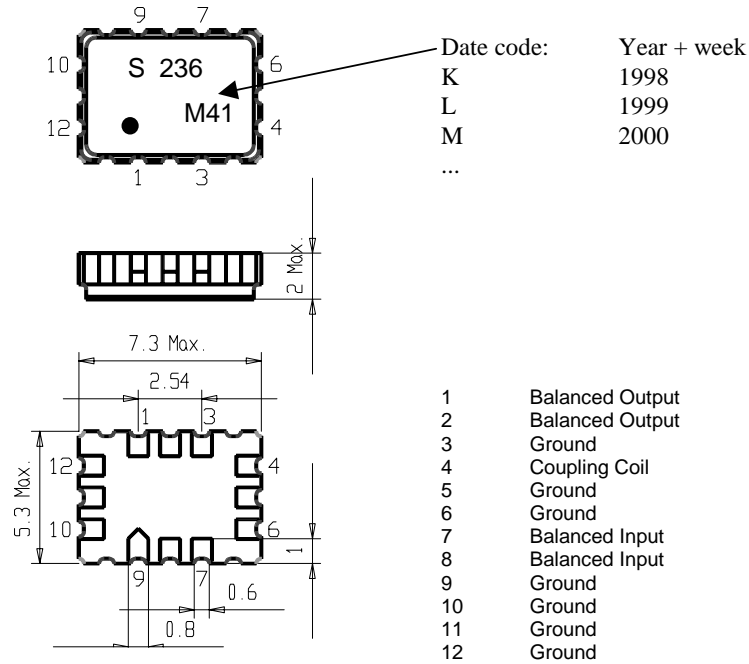 9 7
10 S 236 6
M41
12 4
1 3
Date code: Year + week
K 1998
L 1999
M 2000
...
2 Max.
7.3 Max.
2.54
1 3
12 4
5.3 Max.
10 6
1
9 7
0.6
0.8
1 Balanced Output
2 Balanced Output
3 Ground
4 Coupling Coil
5 Ground
6 Ground
7 Balanced Input
8 Balanced Input
9 Ground
10 Ground
11 Ground
12 Ground